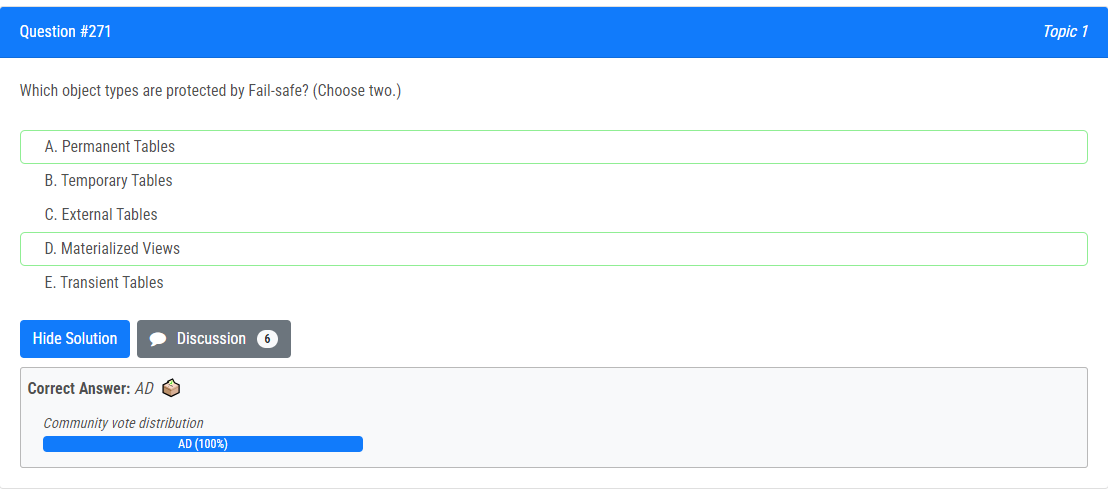 Question #271 Topic 1
Which object types are protected by Fail-safe? (Choose two.)
A. Permanent Tables
B. Temporary Tables
C. External Tables
D. Materialized Views
E. Transient Tables
Hide Solution Discussion 6
Correct Answer: AD
Community vote distribution
AD (100%)